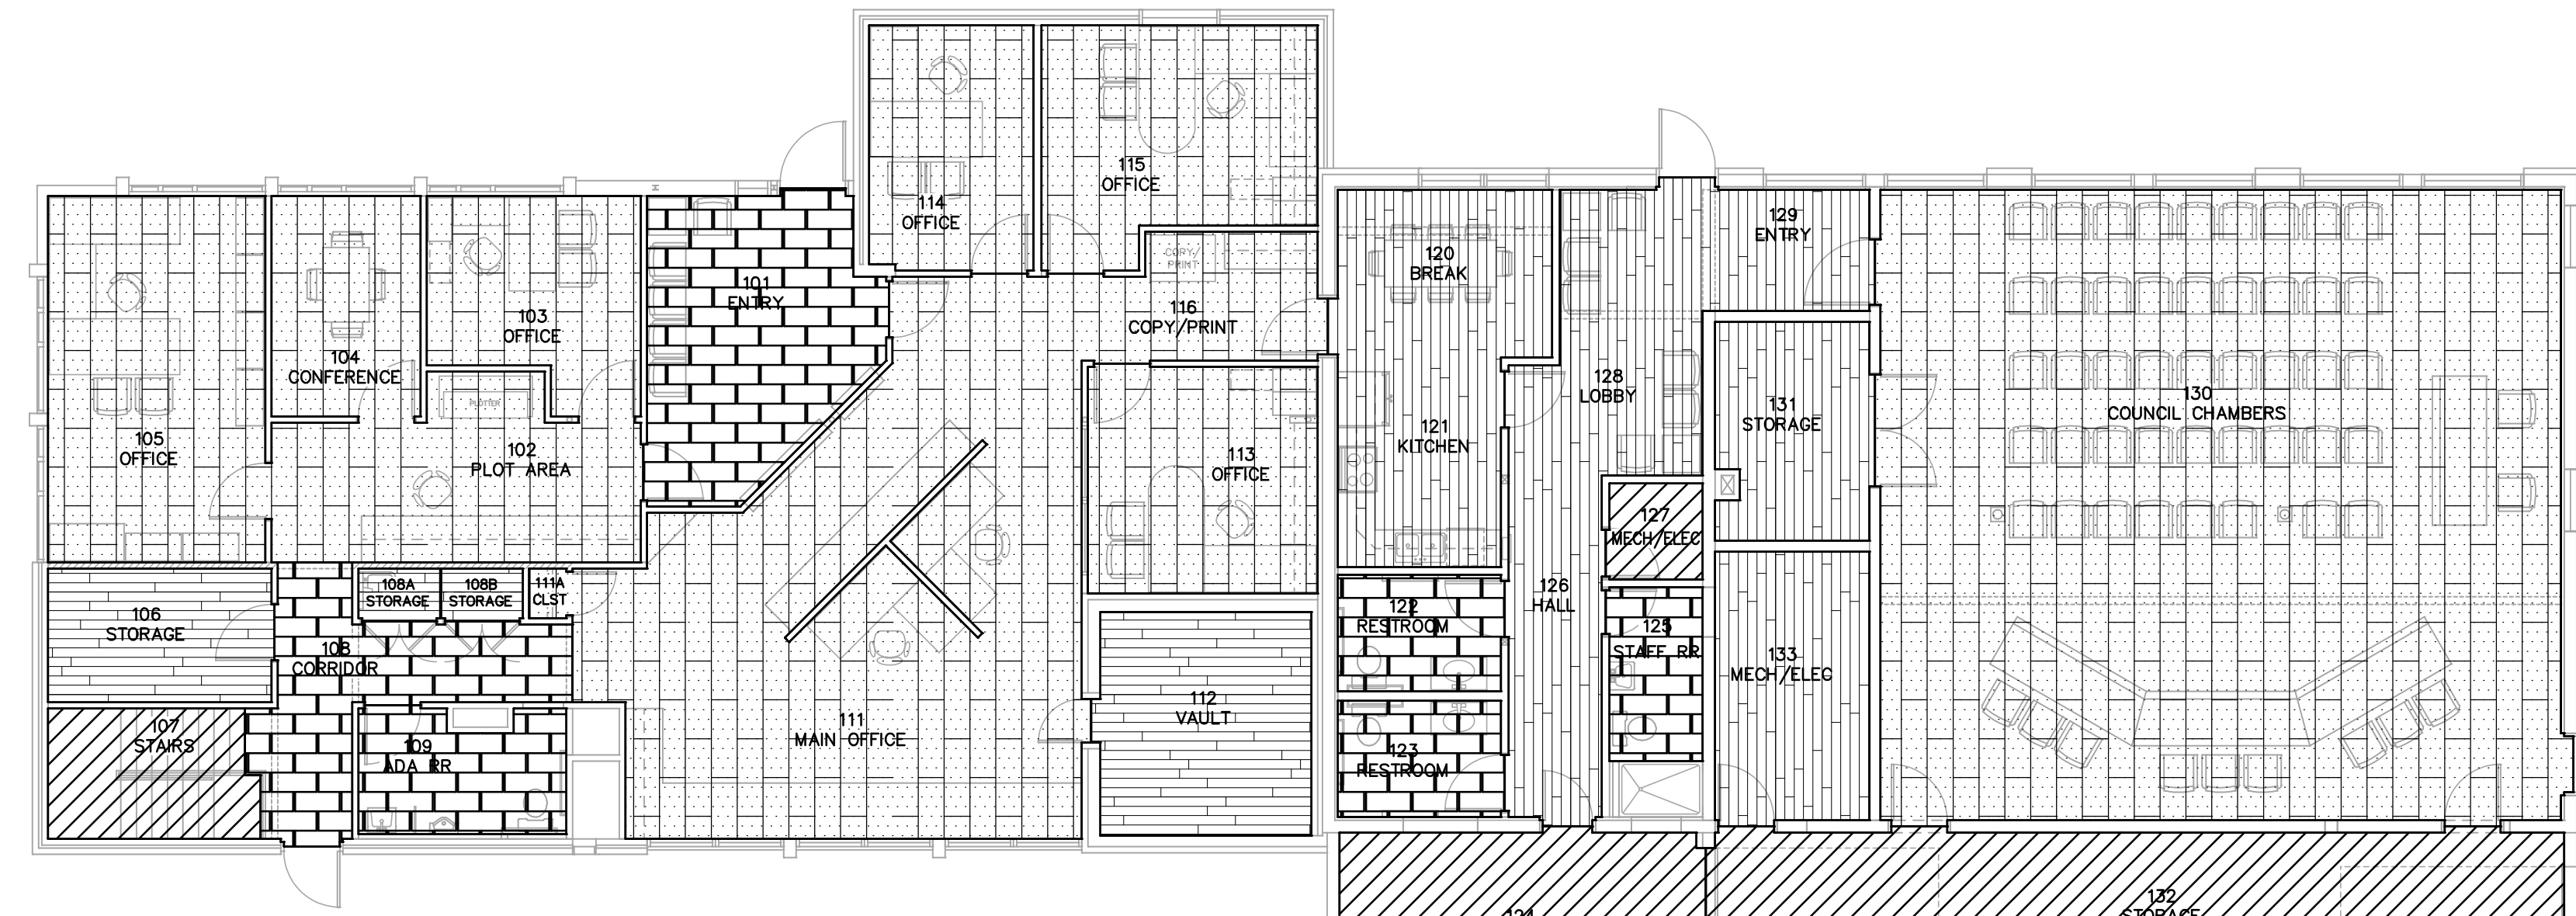 114
OFFICE
115
OFFICE
COPY/
PRINT
116
COPY/PRINT
101
ENTRY
103
OFFICE
104
CONFERENCE
105
OFFICE
PLOTTER
102
PLOT AREA
120
BREAK
121
KITCHEN
128
LOBBY
129
ENTRY
131
STORAGE
130
COUNCIL CHAMBERS
113
OFFICE
127
MECH/ELEC
106
STORAGE
108A
STORAGE
108B
STORAGE
111A
CLST
108
CORRIDOR
107
STAIRS
109
ADA RR
111
MAIN OFFICE
112
VAULT
122
RESTROOM
123
RESTROOM
126
HALL
125
STAFF RR
133
MECH/ELEC
132
STORAGE